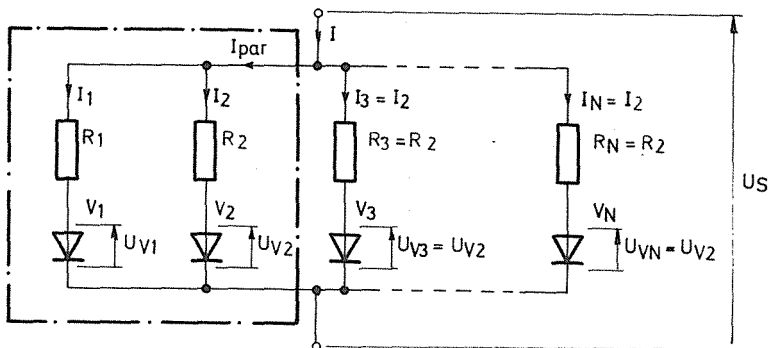 Ipar
I
I1
I2
I3 = I2
IN = I2
R1
R2
R3 = R2
RN = R2
US
V1
V2
V3
VN
UV1
UV2
UV3 = UV2
UVN = UV2